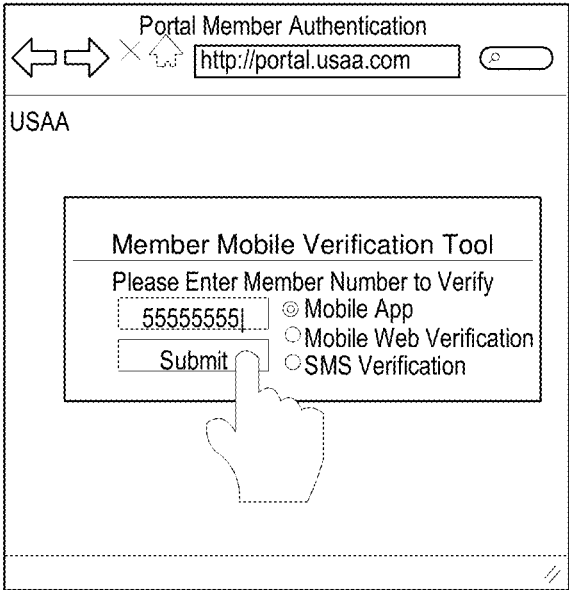 Portal Member Authentication
http://portal.usaa.com
USAA
Member Mobile Verification Tool
Please Enter Member Number to Verify
55555555
Mobile App
Mobile Web Verification
Submit
SMS Verification